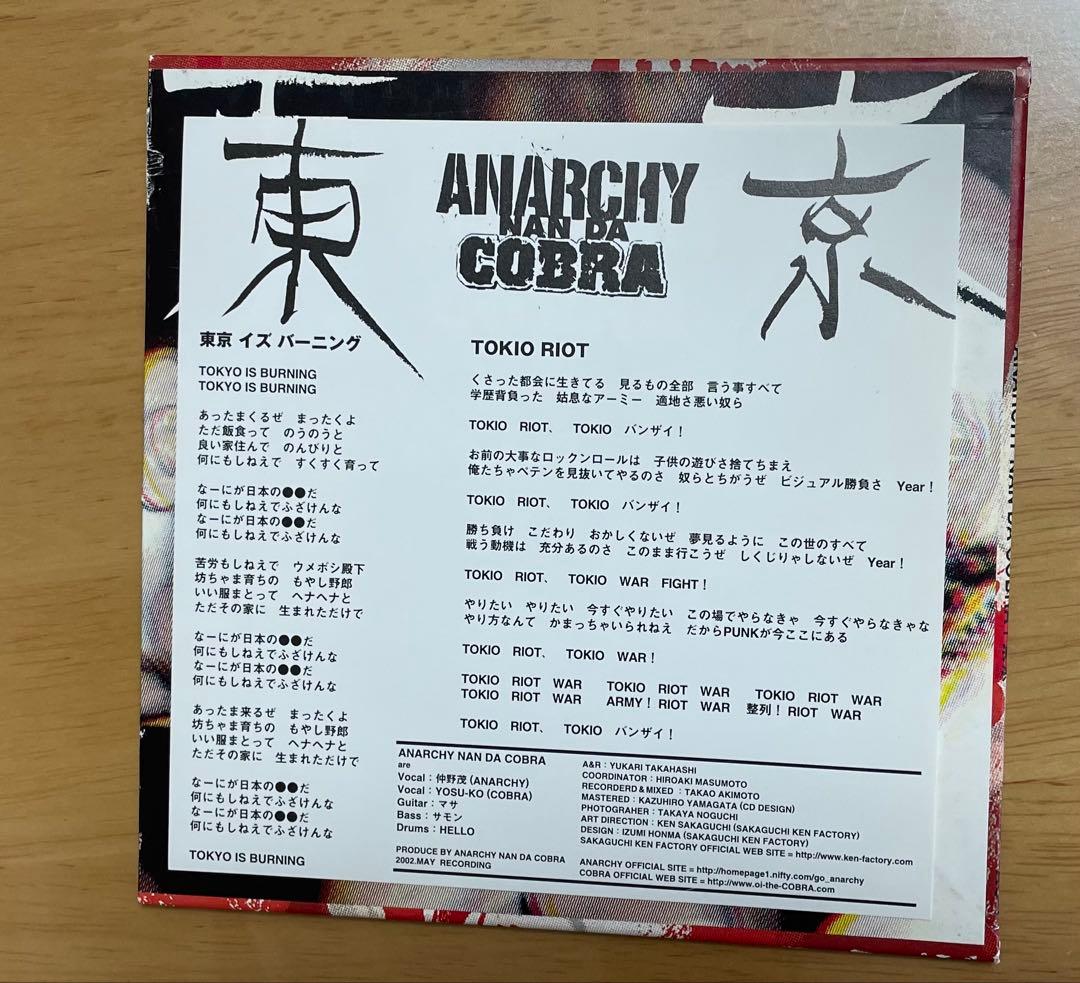 東京
ANARCHY
NAN DA
COBRA
東京 イズ バーニング
TOKYO IS BURNING
TOKYO IS BURNING
あったまくるぜ　まったくよ
ただ飯食って　のうのうと
良い家住んで　のんびりと
何にもしねえで　すくすく育って
なーにが日本の●●だ
何にもしねえでふざけんな
なーにが日本の●●だ
何にもしねえでふざけんな
苦労もしねえで　ウメボシ殿下
坊ちゃま育ちの　もやし野郎
いい服まとって　ヘナヘナと
ただその家に　生まれただけで
なーにが日本の●●だ
何にもしねえでふざけんな
なーにが日本の●●だ
何にもしねえでふざけんな
あったま来るぜ　まったくよ
坊ちゃま育ちの　もやし野郎
いい服まとって　ヘナヘナと
ただその家に　生まれただけで
なーにが日本の●●だ
何にもしねえでふざけんな
なーにが日本の●●だ
何にもしねえでふざけんな
TOKYO IS BURNING
TOKIO RIOT
くさった都会に生きてる　見るもの全部　言う事すべて
学歴背負った　姑息なアーミー　適地さ悪い奴ら
TOKIO　RIOT、　TOKIO　バンザイ！
お前の大事なロックンロールは　子供の遊びさ捨てちまえ
俺たちゃペテンを見抜いてやるのさ　奴らとちがうぜ　ビジュアル勝負さ　Year！
TOKIO　RIOT、　TOKIO　バンザイ！
勝ち負け　こだわり　おかしくないぜ　夢見るように　この世のすべて
戦う動機は　充分あるのさ　このまま行こうぜ　しくじりゃしないぜ　Year！
TOKIO　RIOT、　TOKIO　WAR　FIGHT！
やりたい　やりたい　今すぐやりたい　この場でやらなきゃ　今すぐやらなきゃな
やり方なんて　かまっちゃいられねえ　だからPUNKが今ここにある
TOKIO　RIOT、　TOKIO　WAR！
TOKIO　RIOT　WAR　　TOKIO　RIOT　WAR　　TOKIO　RIOT　WAR
TOKIO　RIOT　WAR　　ARMY！ RIOT　WAR　整列！ RIOT　WAR
TOKIO　RIOT、　TOKIO　バンザイ！
ANARCHY NAN DA COBRA
are
Vocal：仲野茂（ANARCHY）
Vocal：YOSU-KO（COBRA）
Guitar：マサ
Bass：サモン
Drums：HELLO
PRODUCE BY ANARCHY NAN DA COBRA
2002.MAY　RECORDING
A&R：YUKARI TAKAHASHI
COORDINATOR：HIROAKI MASUMOTO
RECORDERD＆MIXED ：TAKAO AKIMOTO
MASTERED：KAZUHIRO YAMAGATA (CD DESIGN)
PHOTOGRAHER：TAKAYA NOGUCHI
ART DIRECTION：KEN SAKAGUCHI (SAKAGUCHI KEN FACTORY)
DESIGN：IZUMI HONMA (SAKAGUCHI KEN FACTORY)
SAKAGUCHI KEN FACTORY OFFICIAL WEB SITE = http://www.ken-factory.com
ANARCHY OFFICIAL SITE = http://homepage1.nifty.com/go_anarchy
COBRA OFFICIAL WEB SITE = http://www.oi-the-COBRA.com